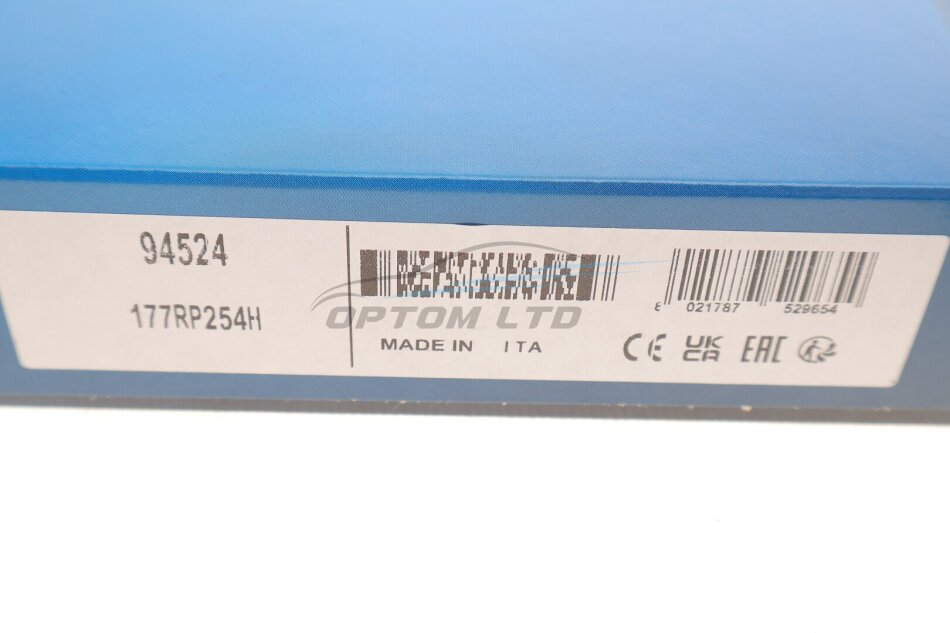 94524
177RP254H
OPTOM LTD
MADE IN ITA
8 021787 529654
CE UK CA EAC